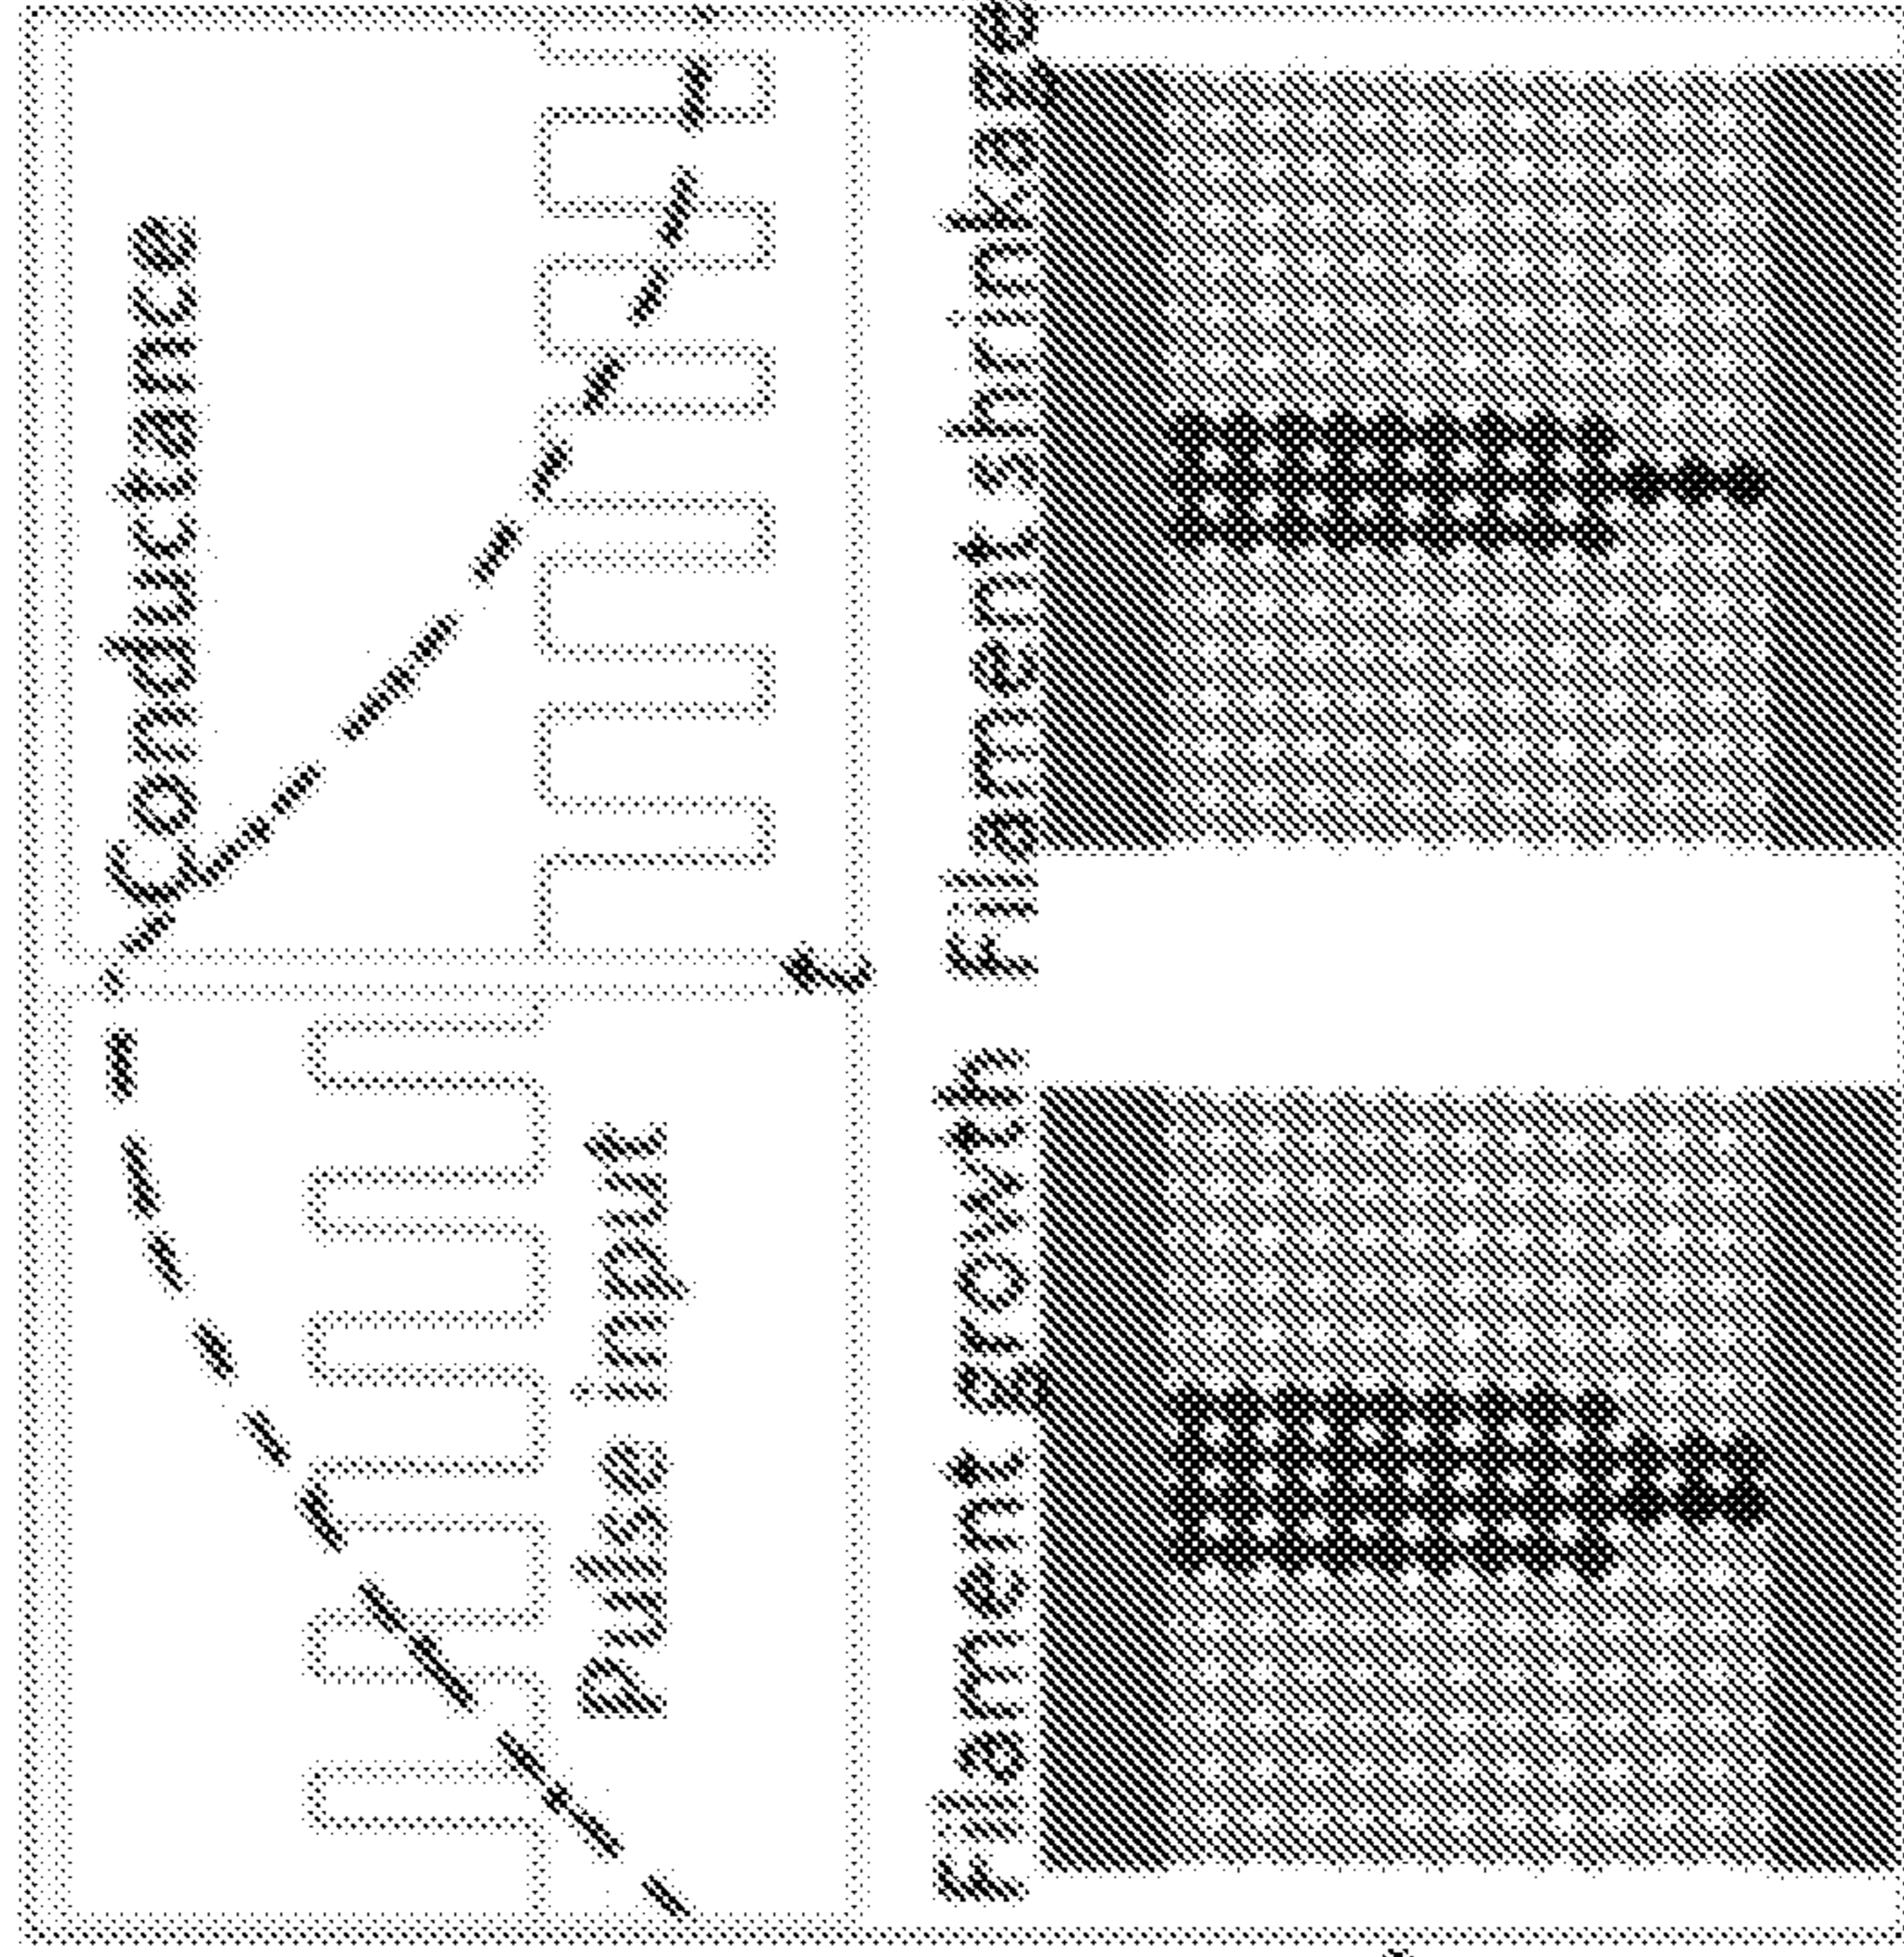 Conductance
Pulse input
t
Filament growth
Filament shrinkage